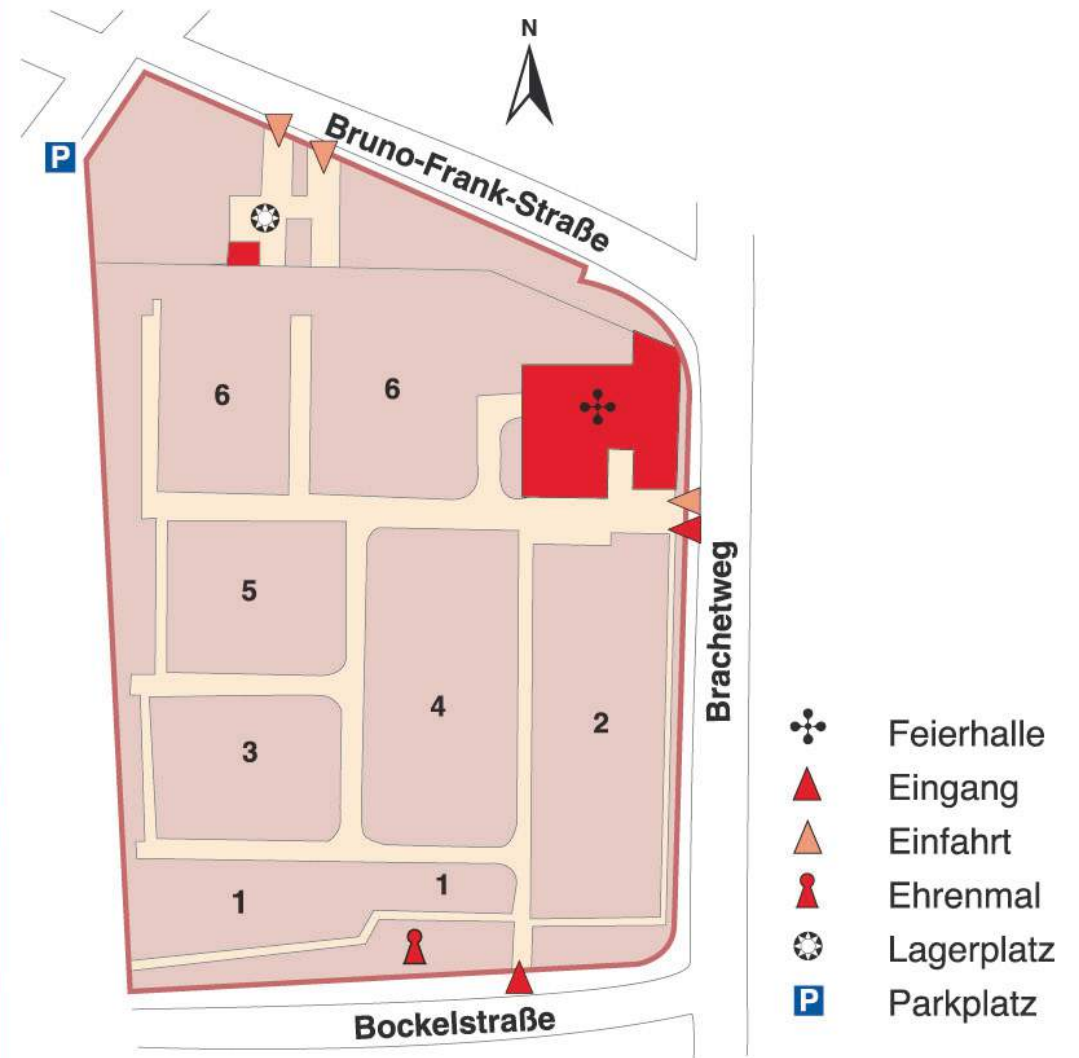 N
P
Bruno-Frank-Straße
6
6
5
Brachetweg
4
2
3
1
1
Bockelstraße
Feierhalle
Eingang
Einfahrt
Ehrenmal
Lagerplatz
P Parkplatz